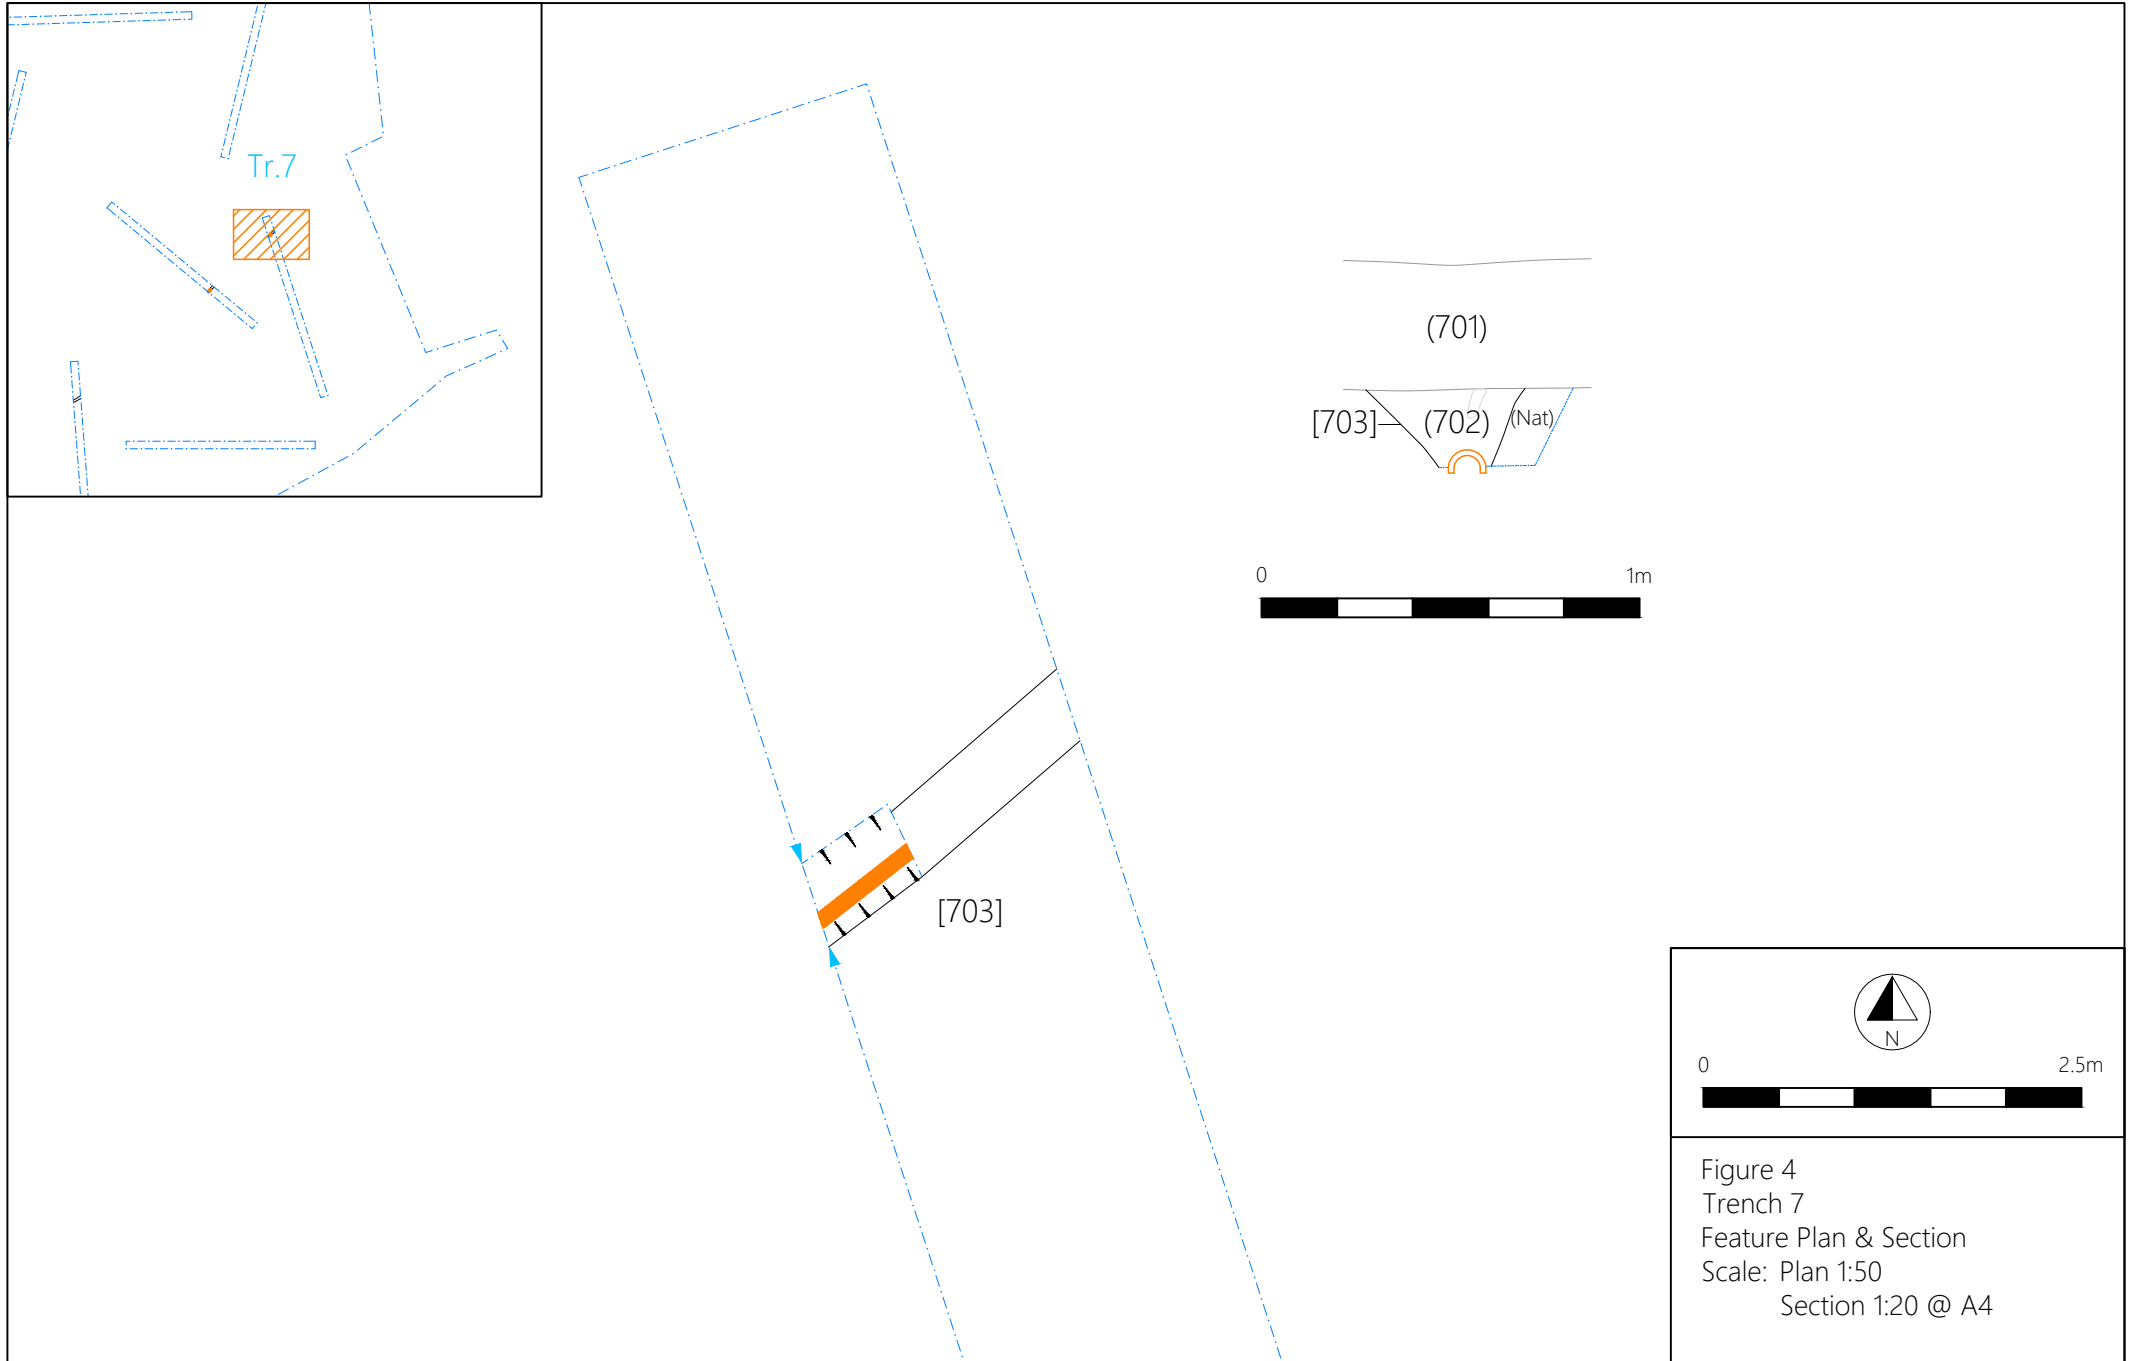 Tr.7
(701)
[703]
(702)
(Nat)
0 1m
[703]
N
0 2.5m
Figure 4
Trench 7
Feature Plan & Section
Scale: Plan 1:50
Section 1:20 @ A4